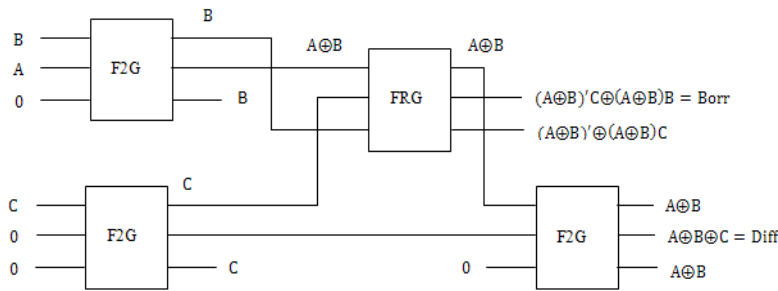 B
B
A⊕B
A⊕B
A
F2G
0
B
FRG
(A⊕B)′C⊕(A⊕B)B = Borr
(A⊕B)′⊕(A⊕B)C
C
C
A⊕B
0
F2G
F2G
A⊕B⊕C = Diff
0
C
0
A⊕B